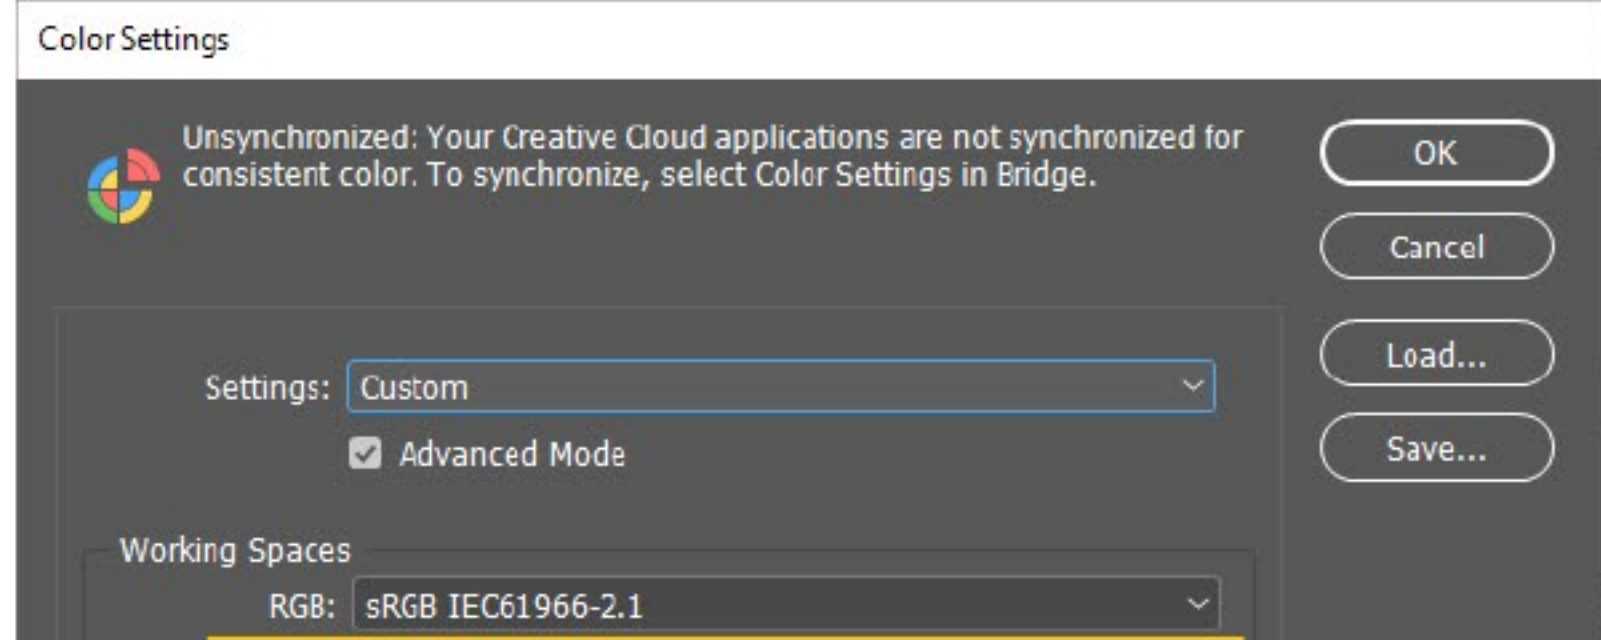 Color Settings
Unsynchronized: Your Creative Cloud applications are not synchronized for
consistent color. To synchronize, select Color Settings in Bridge.
OK
Cancel
Load...
Save...
Settings: Custom
Advanced Mode
Working Spaces
RGB: sRGB IEC61966-2.1